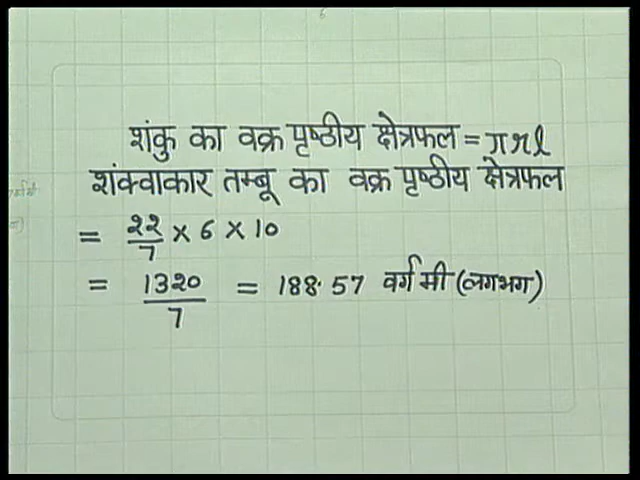 शंकु का वक्र पृष्ठीय क्षेत्रफल = πrl
शंक्वाकार तम्बू का वक्र पृष्ठीय क्षेत्रफल
= 22/7 × 6 × 10
= 1320/7 = 188.57 वर्ग मी (लगभग)